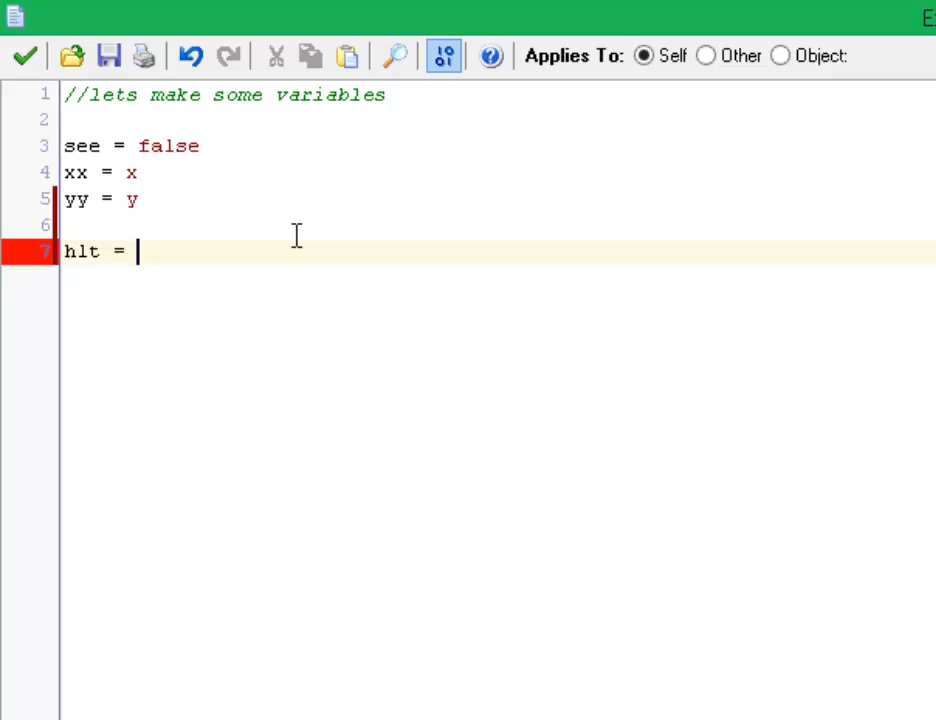 E
Applies To: Self Other Object:
1 //lets make some variables
2
3 see = false
4 xx = x
5 yy = y
6
7 hlt =